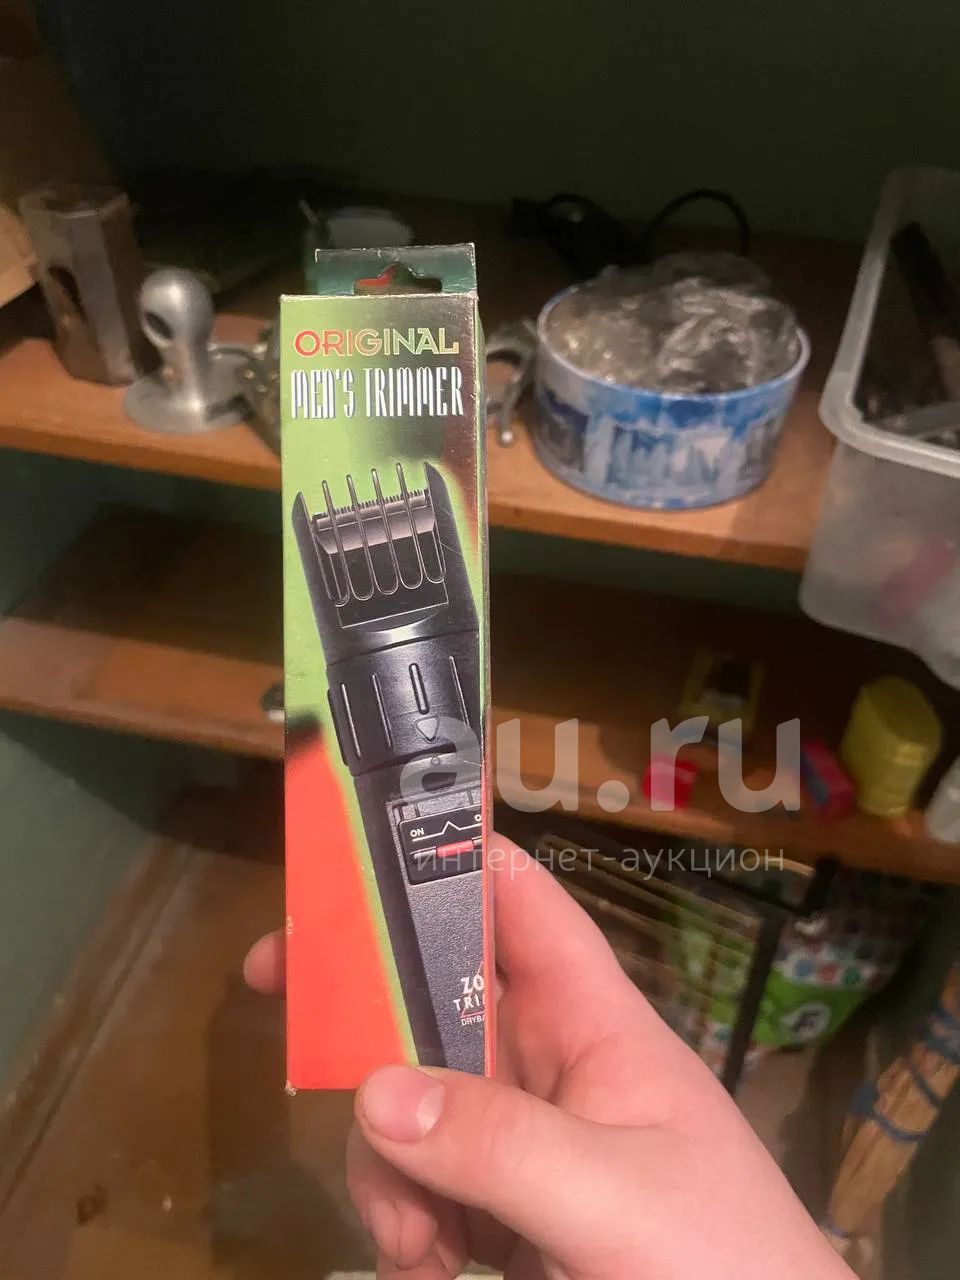 ORIGINAL
MEN'S TRIMMER
ON
au.ru
интернет-аукцион